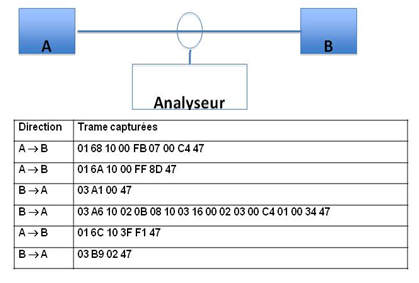 A
B
Analyseur
Direction Trame capturées
A → B 01 68 10 00 FB 07 00 C4 47
A → B 01 6A 10 00 FF 8D 47
B → A 03 A1 00 47
B → A 03 A6 10 02 0B 08 10 03 16 00 02 03 00 C4 01 00 34 47
A → B 01 6C 10 3F F1 47
B → A 03 B9 02 47